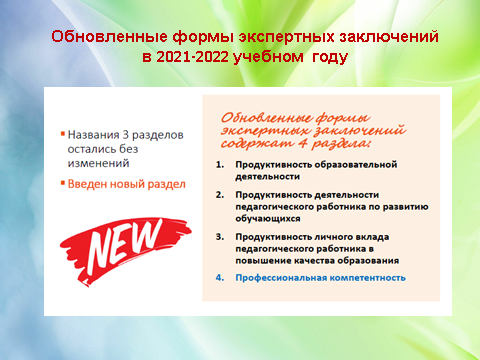 Обновленные формы экспертных заключений
в 2021-2022 учебном году
▪ Названия 3 разделов
остались без
изменений
▪ Введен новый раздел
NEW
Обновленные формы
экспертных заключений
содержат 4 раздела:
1. Продуктивность образовательной
деятельности
2. Продуктивность деятельности
педагогического работника по развитию
обучающихся
3. Продуктивность личного вклада
педагогического работника в
повышение качества образования
4. Профессиональная компетентность